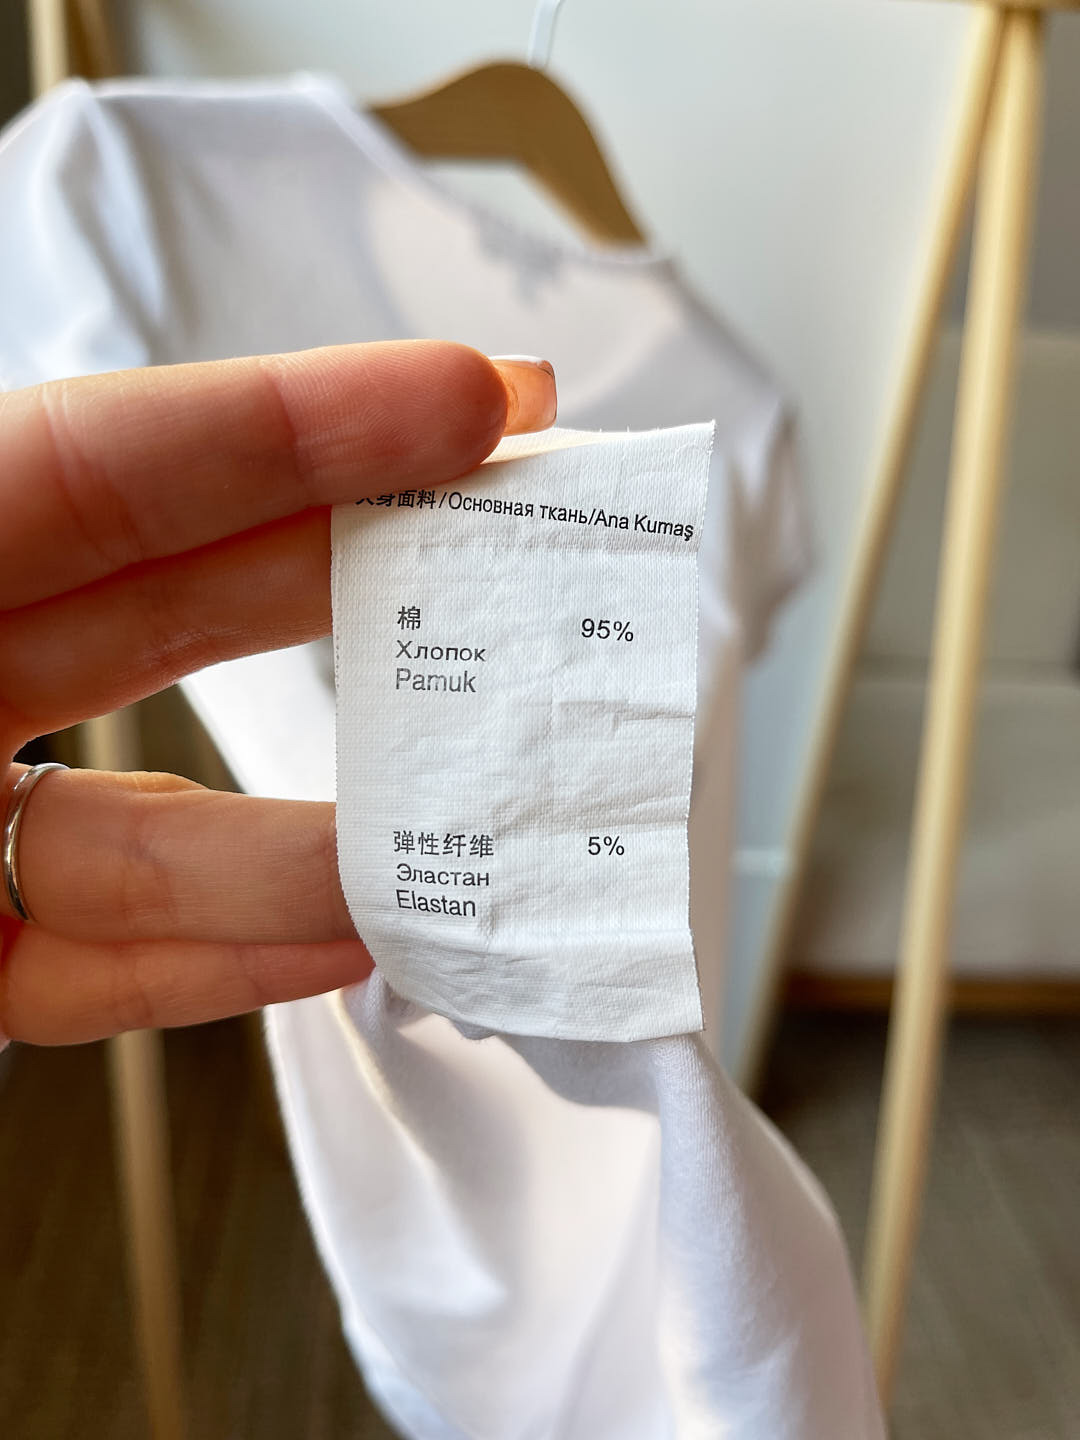 身面料/Основная ткань/Ana Kumaş
棉
Хлопок
Pamuk
95%
弹性纤维
Эластан
Elastan
5%